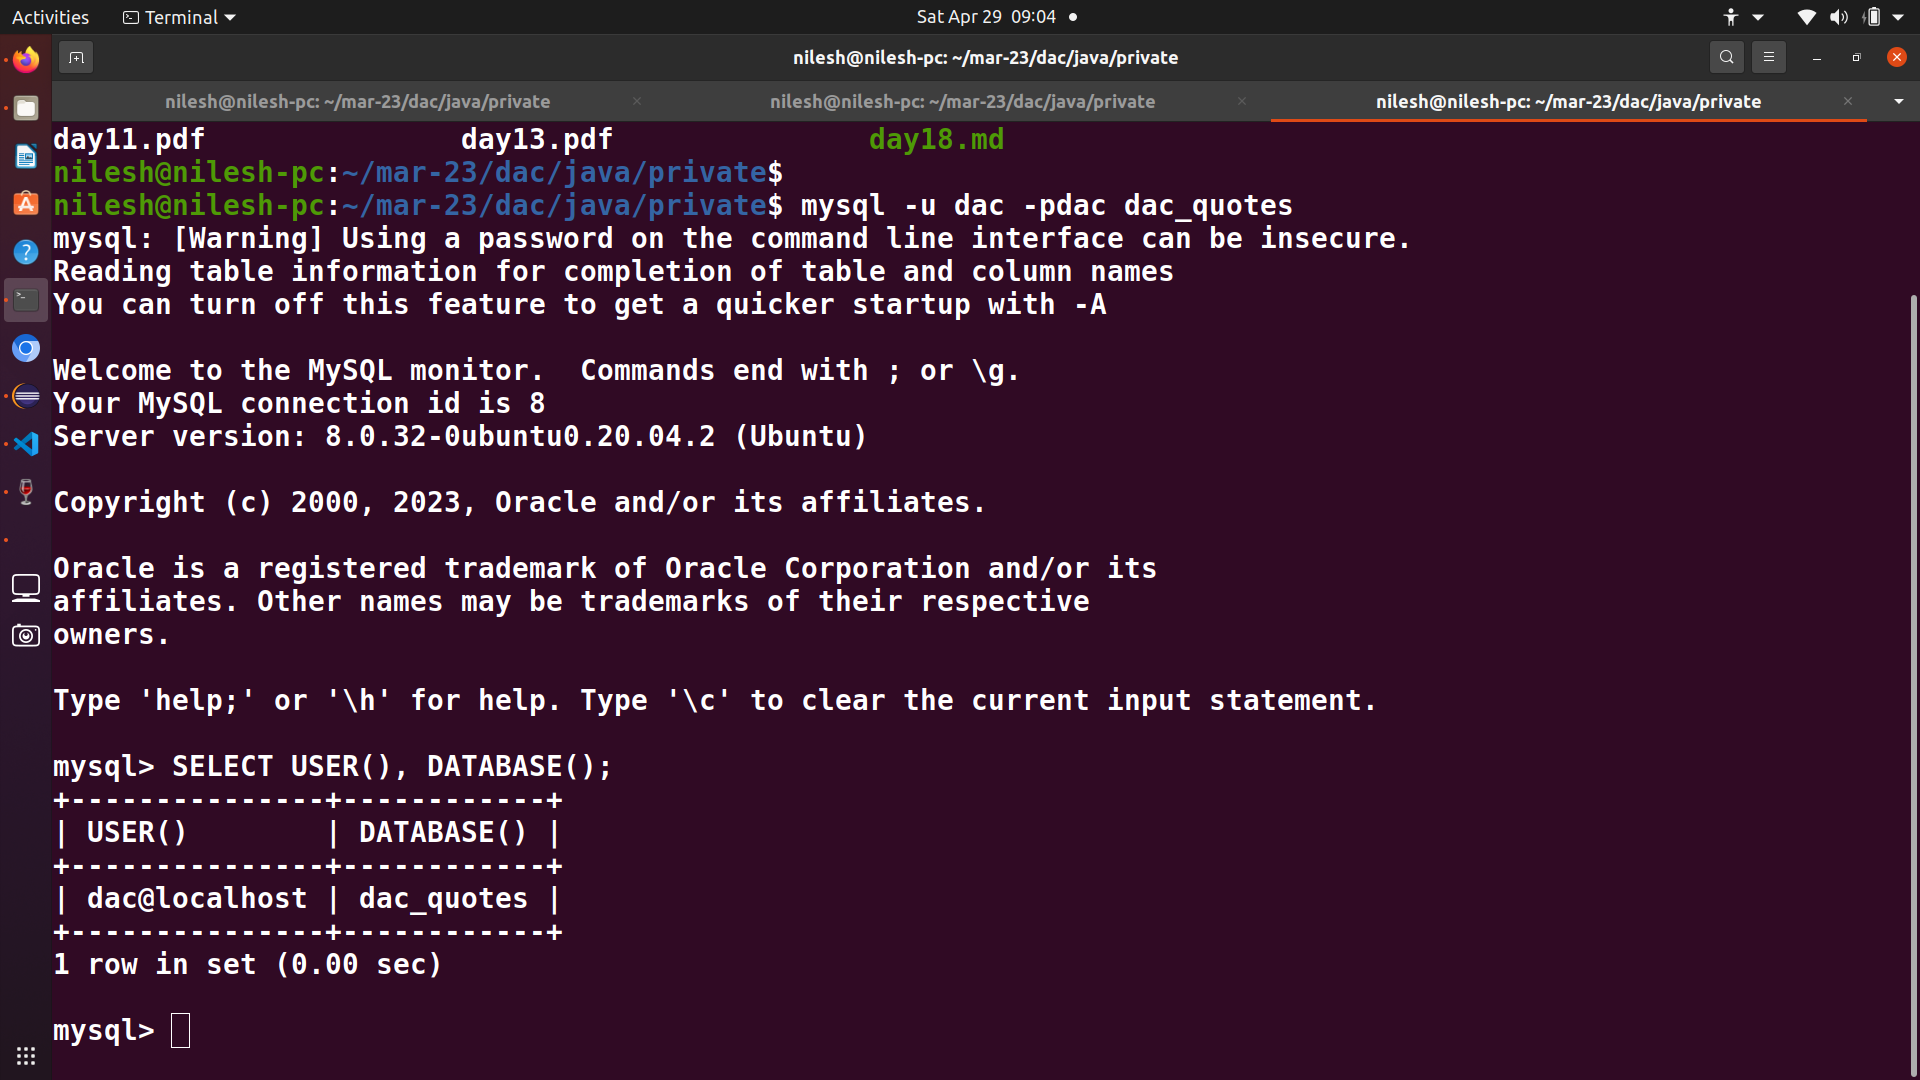 Activities Terminal Sat Apr 29 09:04
nilesh@nilesh-pc: ~/mar-23/dac/java/private
nilesh@nilesh-pc: ~/mar-23/dac/java/private nilesh@nilesh-pc: ~/mar-23/dac/java/private nilesh@nilesh-pc: ~/mar-23/dac/java/private
day11.pdf day13.pdf day18.md
nilesh@nilesh-pc:~/mar-23/dac/java/private$
nilesh@nilesh-pc:~/mar-23/dac/java/private$ mysql -u dac -pdac dac_quotes
mysql: [Warning] Using a password on the command line interface can be insecure.
Reading table information for completion of table and column names
You can turn off this feature to get a quicker startup with -A
Welcome to the MySQL monitor.  Commands end with ; or \g.
Your MySQL connection id is 8
Server version: 8.0.32-0ubuntu0.20.04.2 (Ubuntu)
Copyright (c) 2000, 2023, Oracle and/or its affiliates.
Oracle is a registered trademark of Oracle Corporation and/or its
affiliates. Other names may be trademarks of their respective
owners.
Type 'help;' or '\h' for help. Type '\c' to clear the current input statement.
mysql> SELECT USER(), DATABASE();
+---------------+------------+
| USER()        | DATABASE() |
+---------------+------------+
| dac@localhost | dac_quotes |
+---------------+------------+
1 row in set (0.00 sec)
mysql>